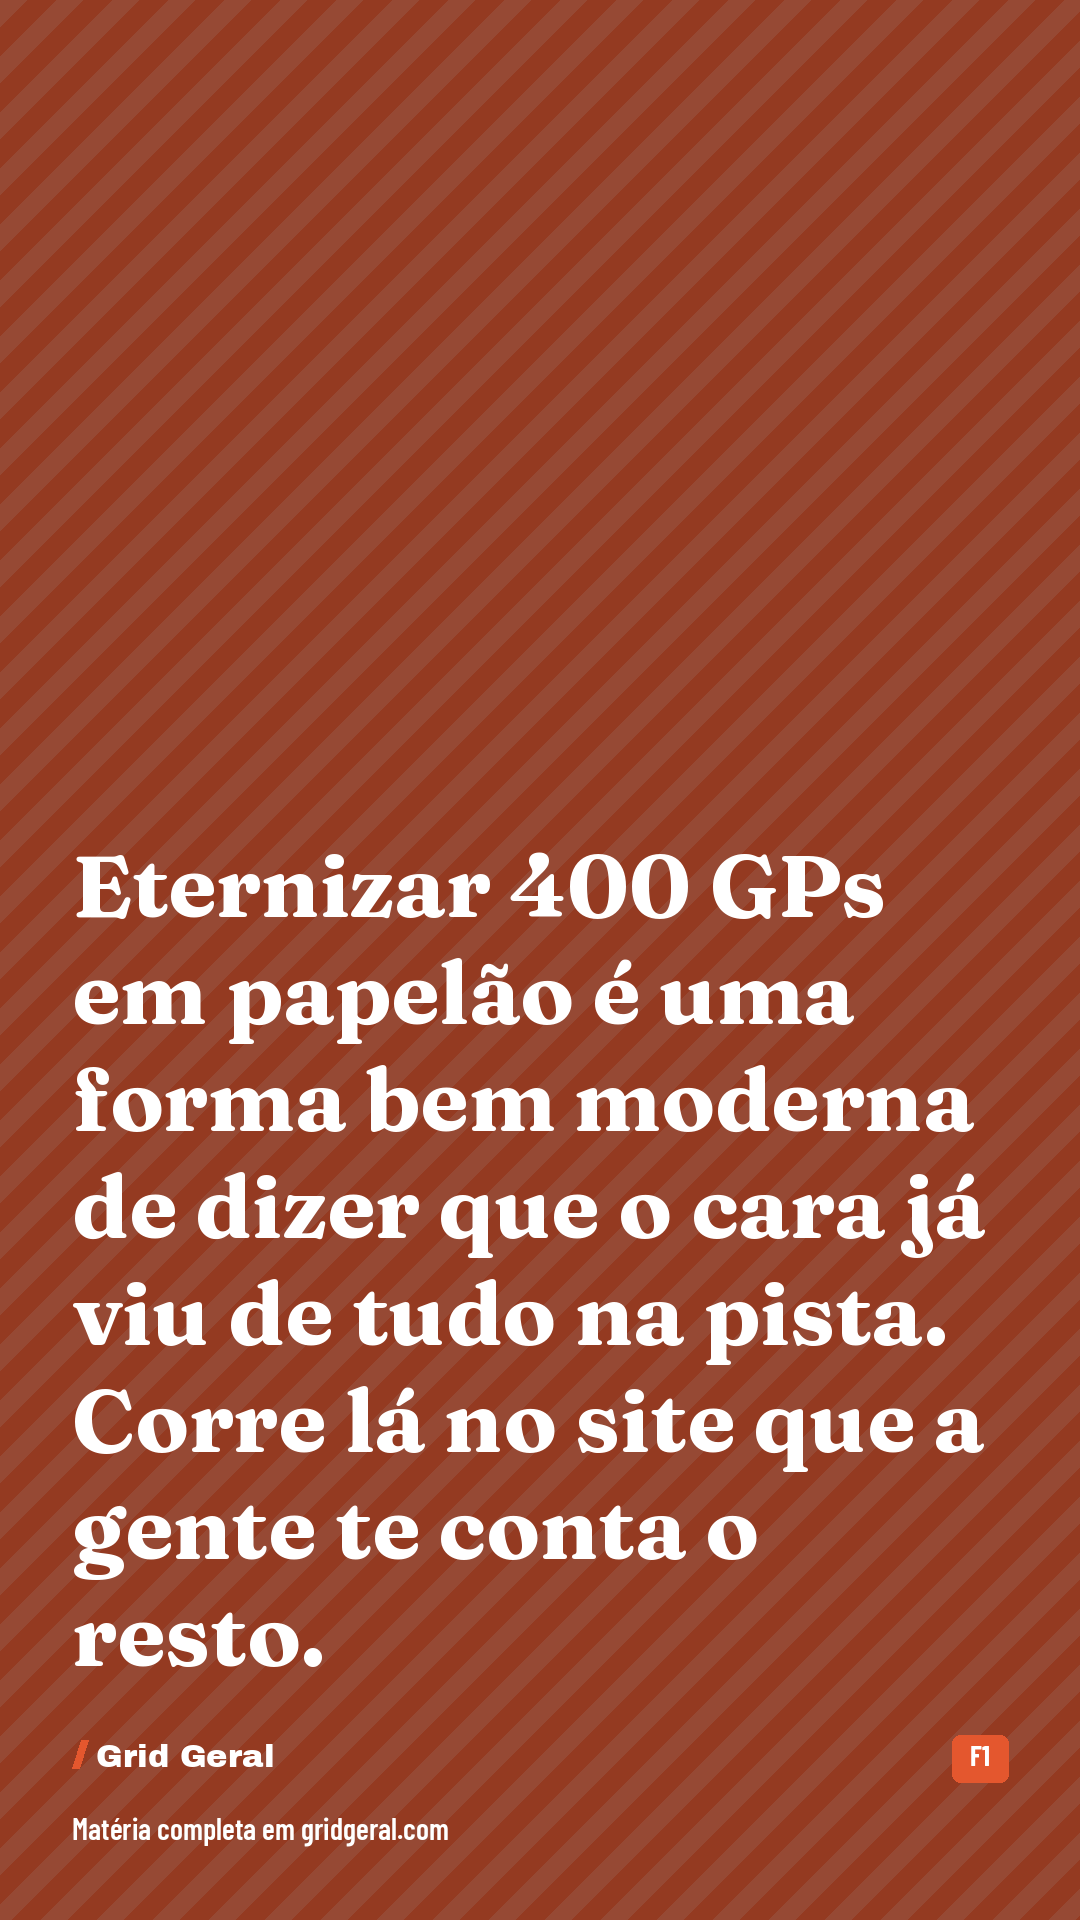 Eternizar 400 GPs
em papelão é uma
forma bem moderna
de dizer que o cara já
viu de tudo na pista.
Corre lá no site que a
gente te conta o
resto.
/ Grid Geral
F1
Matéria completa em gridgeral.com